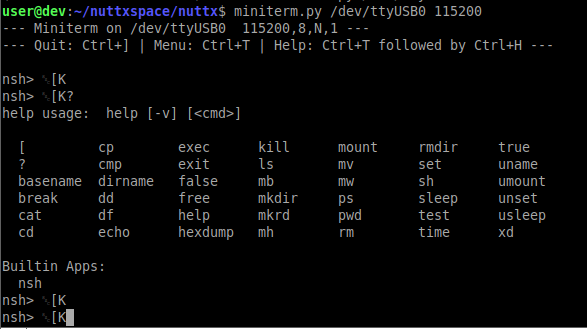 user@dev:~/nuttxspace/nuttx$ miniterm.py /dev/ttyUSB0 115200
--- Miniterm on /dev/ttyUSB0  115200,8,N,1 ---
--- Quit: Ctrl+] | Menu: Ctrl+T | Help: Ctrl+T followed by Ctrl+H ---
nsh> ␛[K
nsh> ␛[K?
help usage:  help [-v] [<cmd>]
[ cp exec kill mount rmdir true
? cmp exit ls mv set uname
basename dirname false mb mw sh umount
break dd free mkdir ps sleep unset
cat df help mkrd pwd test usleep
cd echo hexdump mh rm time xd
Builtin Apps:
nsh
nsh> ␛[K
nsh> ␛[K